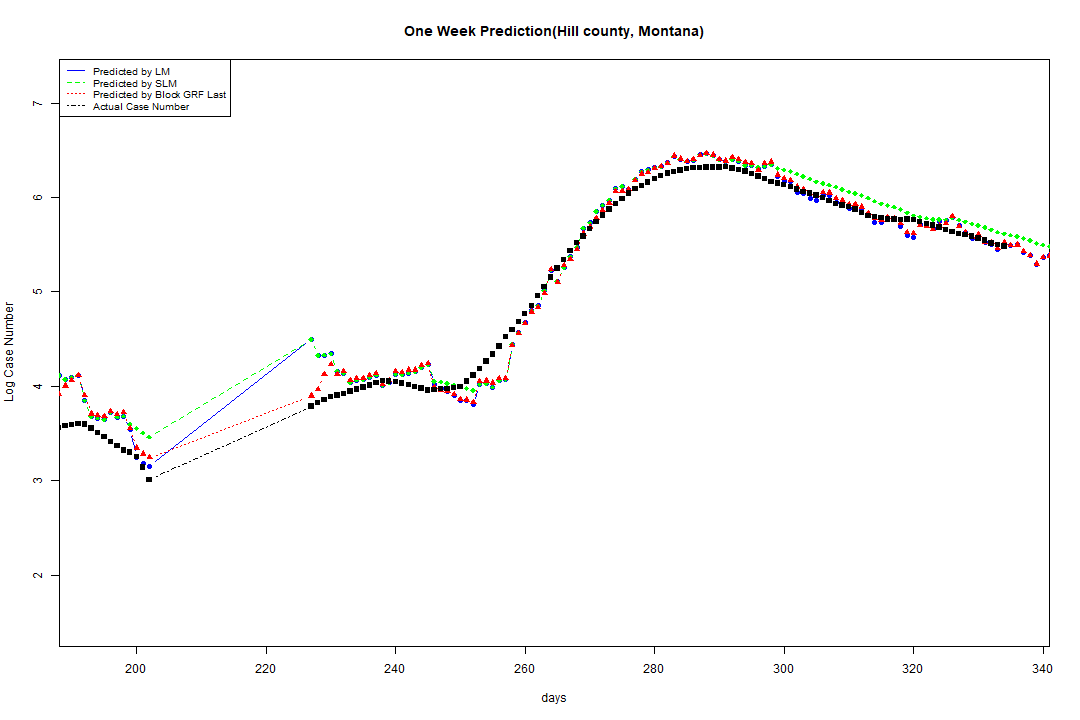 One Week Prediction(Hill county, Montana)
Predicted by LM
Predicted by SLM
Predicted by Block GRF Last
Actual Case Number
7
6
5
4
3
2
Log Case Number
200 220 240 260 280 300 320 340
days